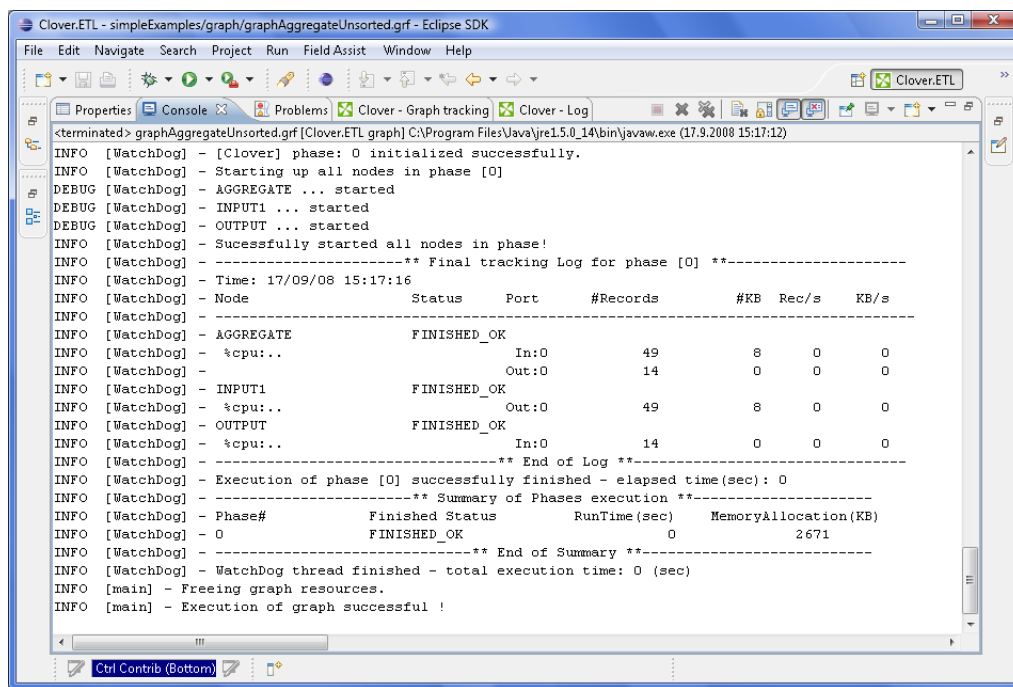 Clover.ETL - simpleExamples/graph/graphAggregateUnsorted.grf - Eclipse SDK
File Edit Navigate Search Project Run Field Assist Window Help
Clover.ETL »
Properties Console Problems Clover - Graph tracking Clover - Log
<terminated> graphAggregateUnsorted.grf [Clover.ETL graph] C:\Program Files\Java\jre1.5.0_14\bin\javaw.exe (17.9.2008 15:17:12)
INFO [WatchDog] - [Clover] phase: 0 initialized successfully.
INFO [WatchDog] - Starting up all nodes in phase [0]
DEBUG [WatchDog] - AGGREGATE ... started
DEBUG [WatchDog] - INPUT1 ... started
DEBUG [WatchDog] - OUTPUT ... started
INFO [WatchDog] - Sucessfully started all nodes in phase!
INFO [WatchDog] - ----------------------** Final tracking Log for phase [0] **---------------------
INFO [WatchDog] - Time: 17/09/08 15:17:16
INFO [WatchDog] - Node Status Port #Records #KB Rec/s KB/s
INFO [WatchDog] - ----------------------------------------------------------------------------------
INFO [WatchDog] - AGGREGATE FINISHED_OK
INFO [WatchDog] - %cpu:.. In:0 49 8 0 0
INFO [WatchDog] - Out:0 14 0 0 0
INFO [WatchDog] - INPUT1 FINISHED_OK
INFO [WatchDog] - %cpu:.. Out:0 49 8 0 0
INFO [WatchDog] - OUTPUT FINISHED_OK
INFO [WatchDog] - %cpu:.. In:0 14 0 0 0
INFO [WatchDog] - ---------------------------------** End of Log **--------------------------------
INFO [WatchDog] - Execution of phase [0] successfully finished - elapsed time(sec): 0
INFO [WatchDog] - -----------------------** Summary of Phases execution **---------------------
INFO [WatchDog] - Phase# Finished Status RunTime(sec) MemoryAllocation(KB)
INFO [WatchDog] - 0 FINISHED_OK 0 2671
INFO [WatchDog] - ------------------------------** End of Summary **---------------------------
INFO [WatchDog] - WatchDog thread finished - total execution time: 0 (sec)
INFO [main] - Freeing graph resources.
INFO [main] - Execution of graph successful !
Ctrl Contrib (Bottom)